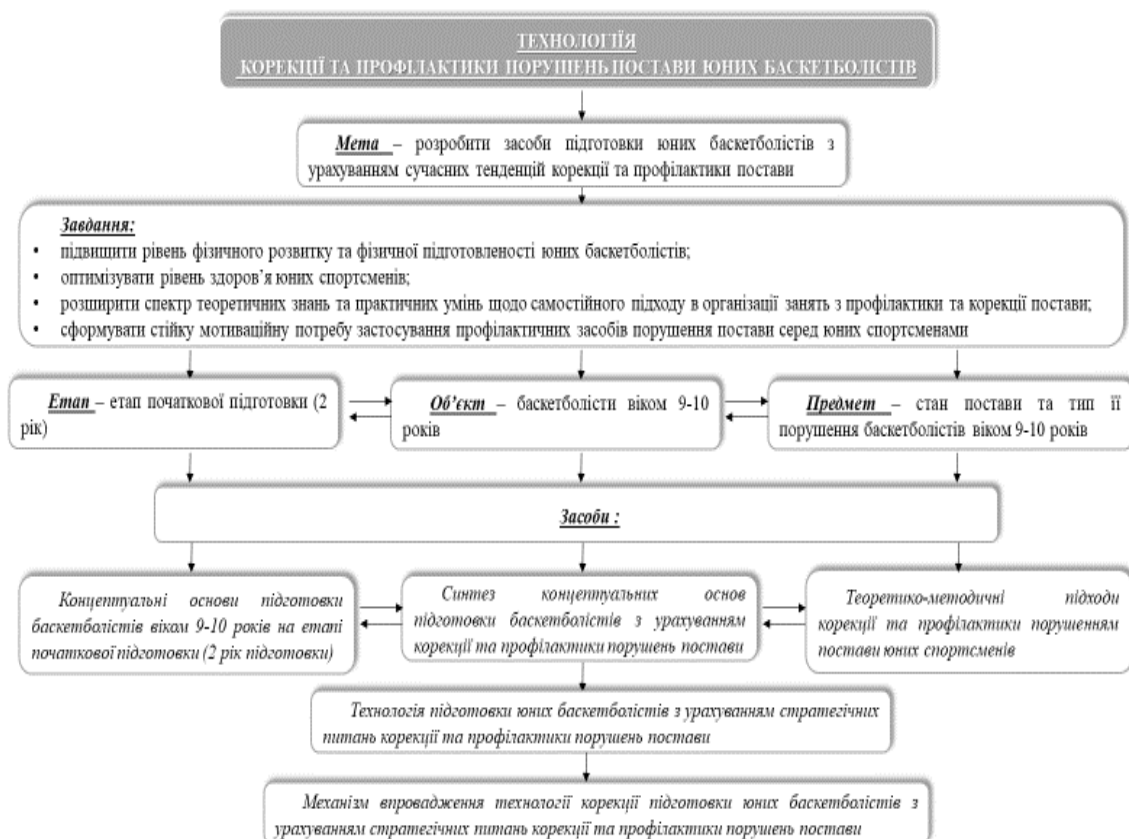 ТЕХНОЛОГІЇЯ
КОРЕКЦІЇ ТА ПРОФІЛАКТИКИ ПОРУШЕНЬ ПОСТАВИ ЮНИХ БАСКЕТБОЛІСТІВ
Мета – розробити засоби підготовки юних баскетболістів з
урахуванням сучасних тенденцій корекції та профілактики постави
Завдання:
• підвищити рівень фізичного розвитку та фізичної підготовленості юних баскетболістів;
• оптимізувати рівень здоров’я юних спортсменів;
• розширити спектр теоретичних знань та практичних умінь щодо самостійного підходу в організації занять з профілактики та корекції постави;
• сформувати стійку мотиваційну потребу застосування профілактичних засобів порушення постави серед юних спортсменами
Етап – етап початкової підготовки (2
рік)
Об’єкт – баскетболісти віком 9-10
років
Предмет – стан постави та тип її
порушення баскетболістів віком 9-10 років
Засоби :
Концептуальні основи підготовки
баскетболістів віком 9-10 років на етапі
початкової підготовки (2 рік підготовки)
Синтез концептуальних основ
підготовки баскетболістів з урахуванням
корекції та профілактики порушень постави
Теоретико-методичні підходи
корекції та профілактики порушенням
постави юних спортсменів
Технологія підготовки юних баскетболістів з урахуванням стратегічних
питань корекції та профілактики порушень постави
Механізм впровадження технології корекції підготовки юних баскетболістів з
урахуванням стратегічних питань корекції та профілактики порушень постави